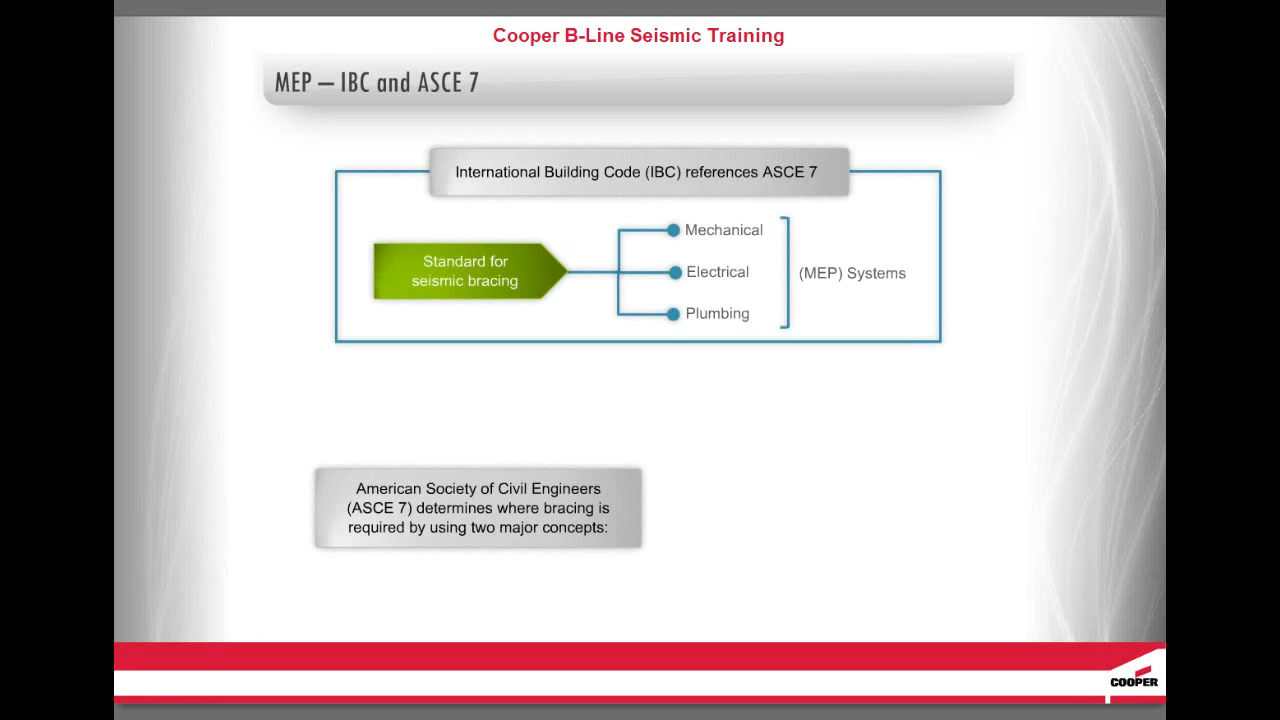 Cooper B-Line Seismic Training
MEP – IBC and ASCE 7
International Building Code (IBC) references ASCE 7
Standard for
seismic bracing
Mechanical
Electrical
Plumbing
(MEP) Systems
American Society of Civil Engineers
(ASCE 7) determines where bracing is
required by using two major concepts:
COOPER